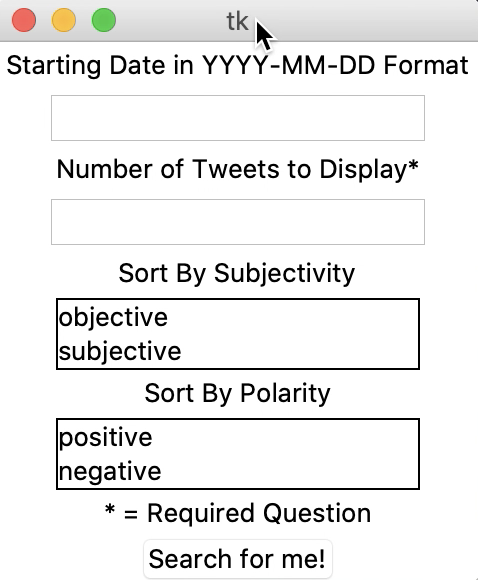 tk
Starting Date in YYYY-MM-DD Format
Number of Tweets to Display*
Sort By Subjectivity
objective
subjective
Sort By Polarity
positive
negative
* = Required Question
Search for me!